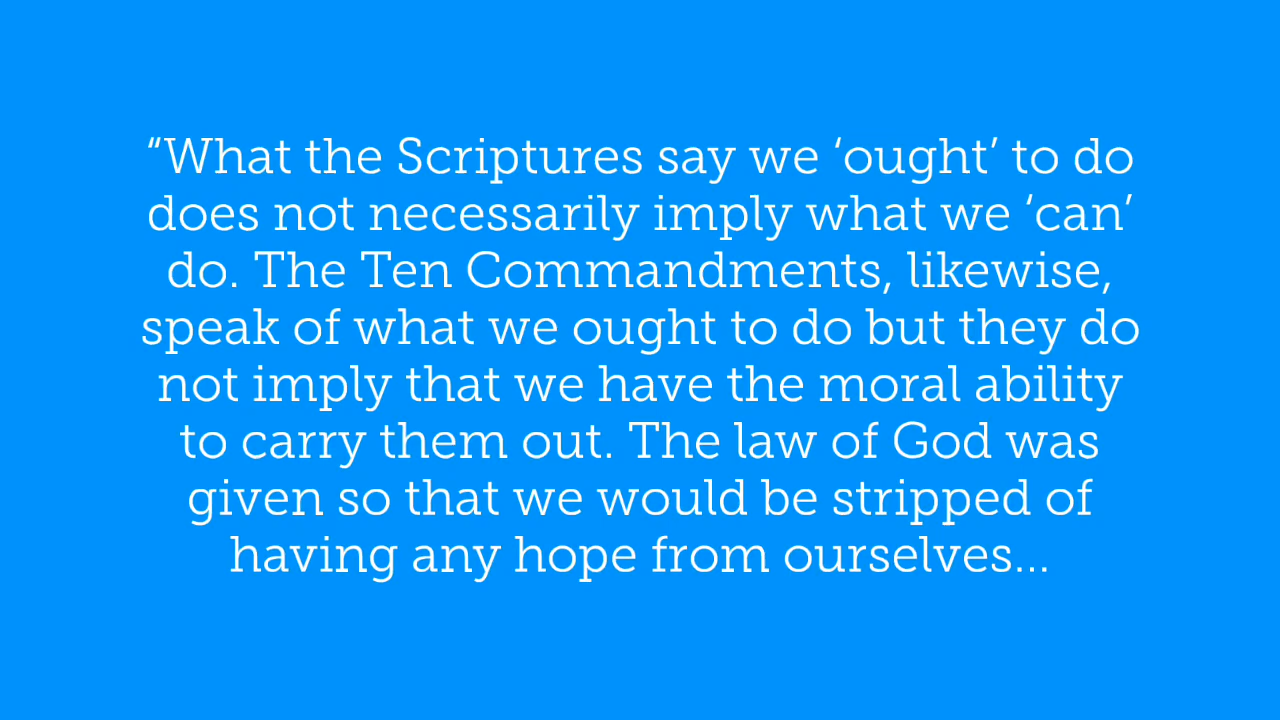 “What the Scriptures say we ‘ought’ to do
does not necessarily imply what we ‘can’
do. The Ten Commandments, likewise,
speak of what we ought to do but they do
not imply that we have the moral ability
to carry them out. The law of God was
given so that we would be stripped of
having any hope from ourselves...